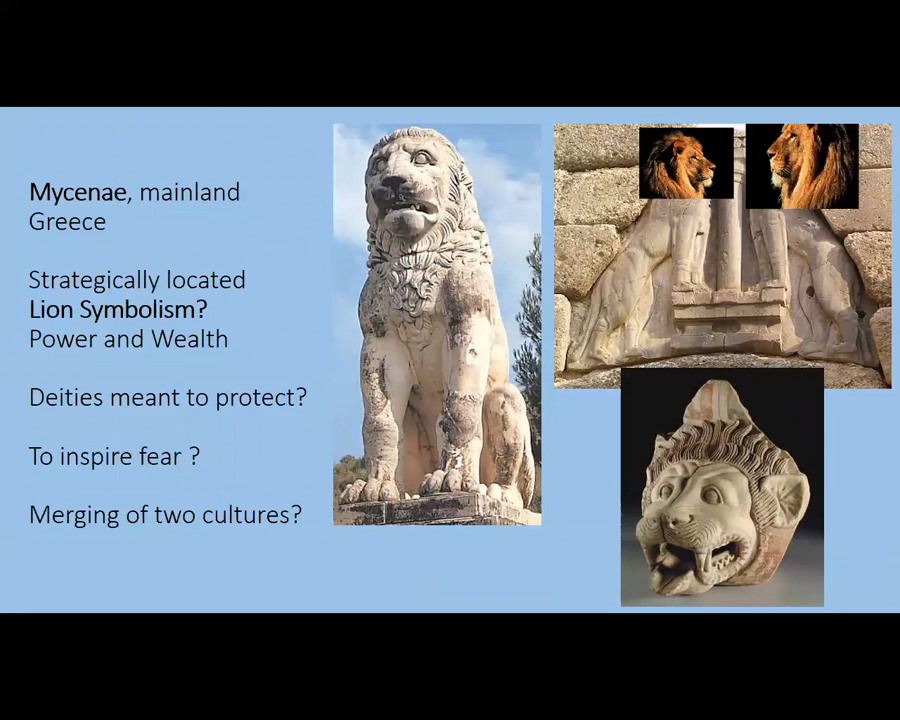 Mycenae, mainland
Greece
Strategically located
Lion Symbolism?
Power and Wealth
Deities meant to protect?
To inspire fear ?
Merging of two cultures?